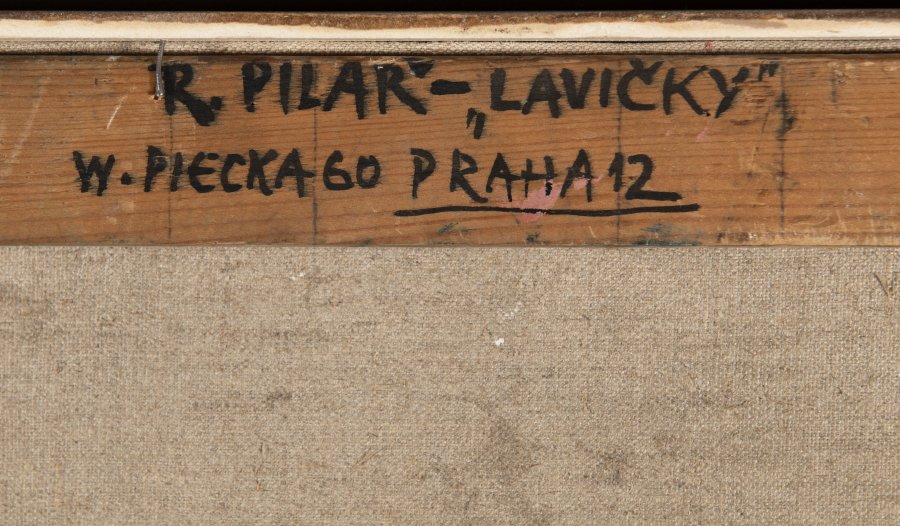 R. PILAŘ – „LAVIČKY"
W. PIECKA 60 PRAHA 12